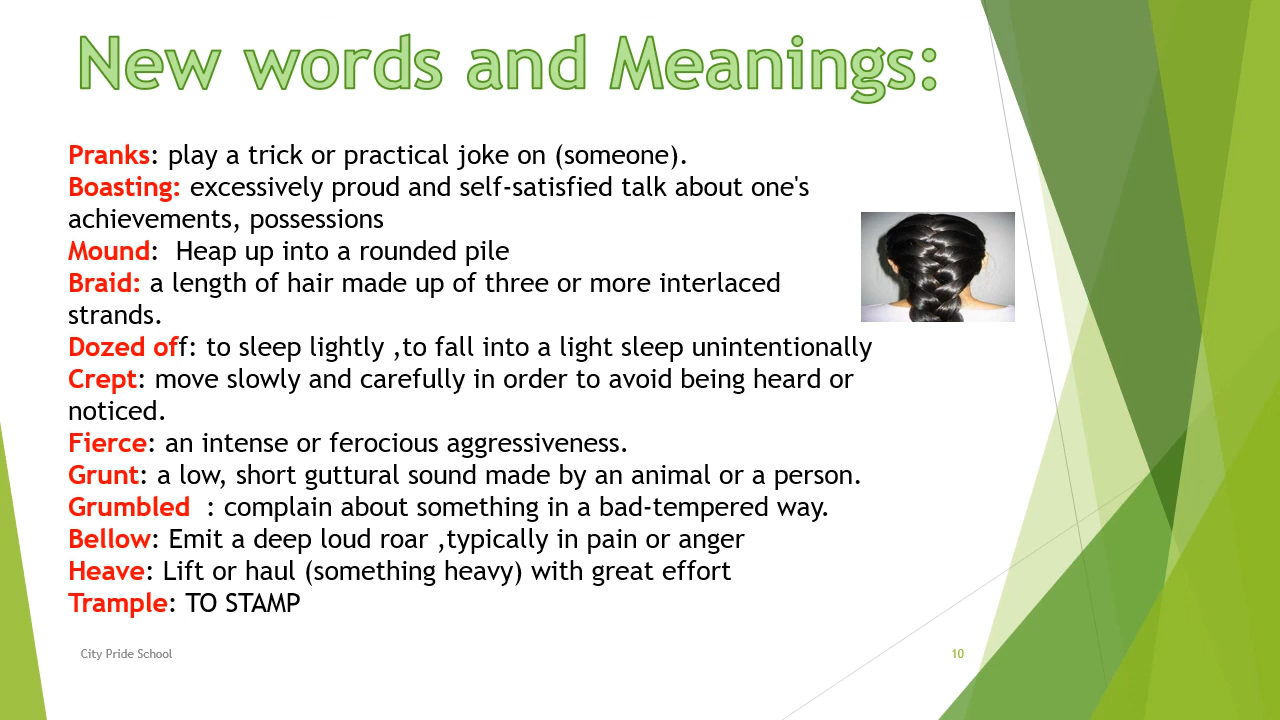 New words and Meanings:
Pranks: play a trick or practical joke on (someone).
Boasting: excessively proud and self-satisfied talk about one's
achievements, possessions
Mound:  Heap up into a rounded pile
Braid: a length of hair made up of three or more interlaced
strands.
Dozed off: to sleep lightly ,to fall into a light sleep unintentionally
Crept: move slowly and carefully in order to avoid being heard or
noticed.
Fierce: an intense or ferocious aggressiveness.
Grunt: a low, short guttural sound made by an animal or a person.
Grumbled  : complain about something in a bad-tempered way.
Bellow: Emit a deep loud roar ,typically in pain or anger
Heave: Lift or haul (something heavy) with great effort
Trample: TO STAMP
City Pride School
10